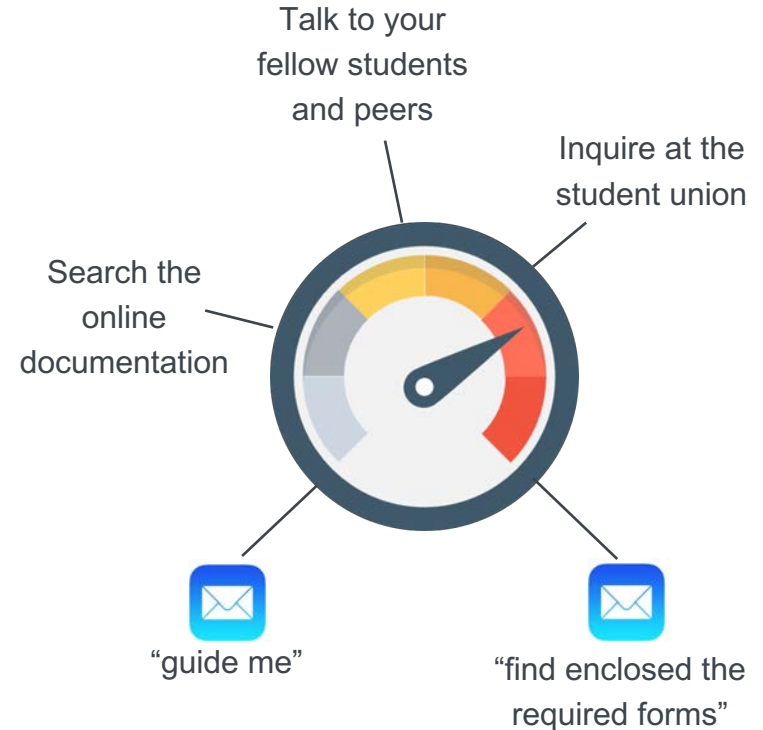 Talk to your
fellow students
and peers
Inquire at the
student union
Search the
online
documentation
“guide me”
“find enclosed the
required forms”